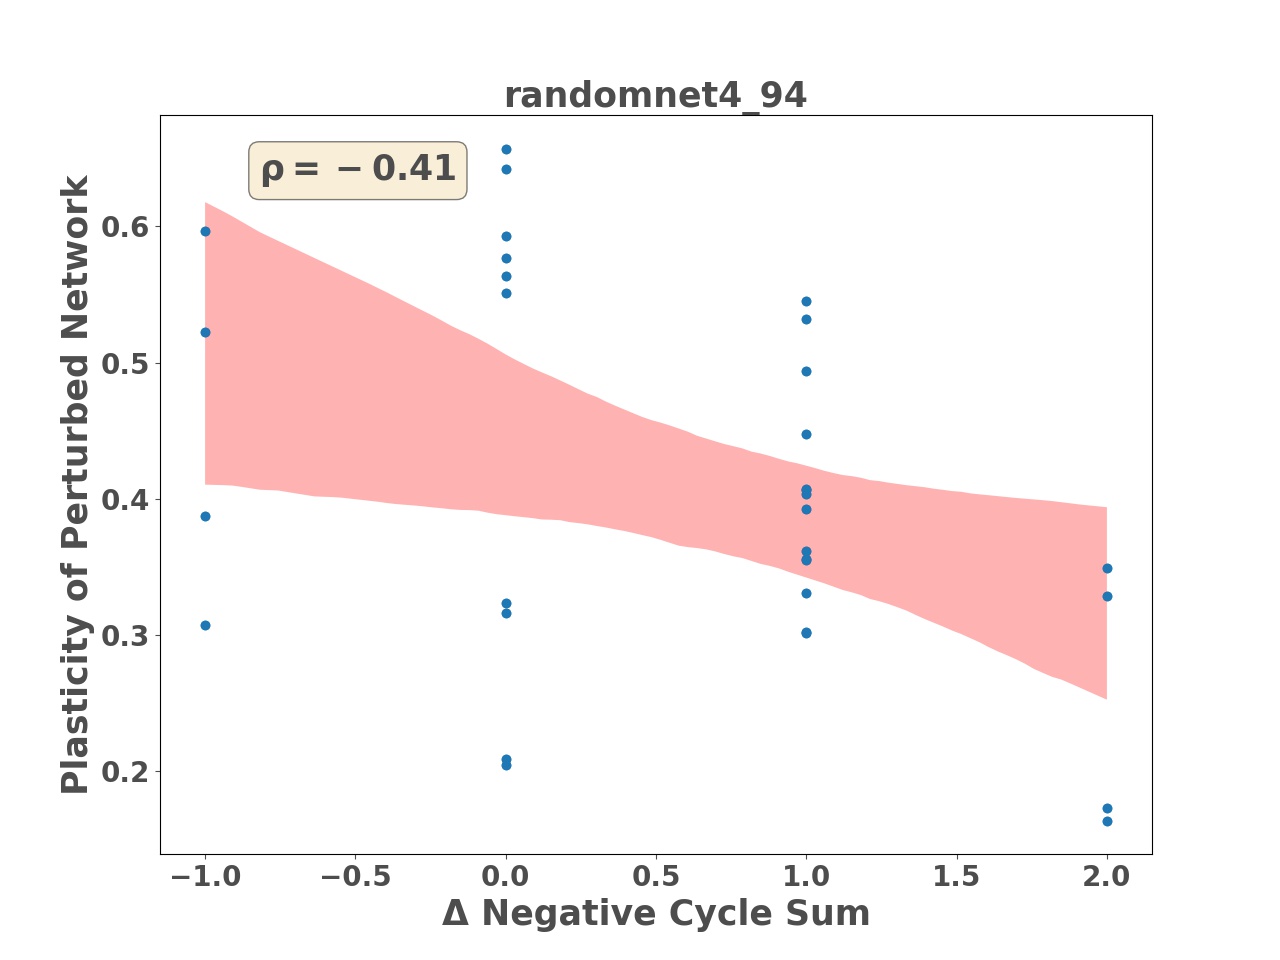 randomnet4_94
ρ = − 0.41
Plasticity of Perturbed Network
0.6
0.5
0.4
0.3
0.2
−1.0 −0.5 0.0 0.5 1.0 1.5 2.0
Δ Negative Cycle Sum